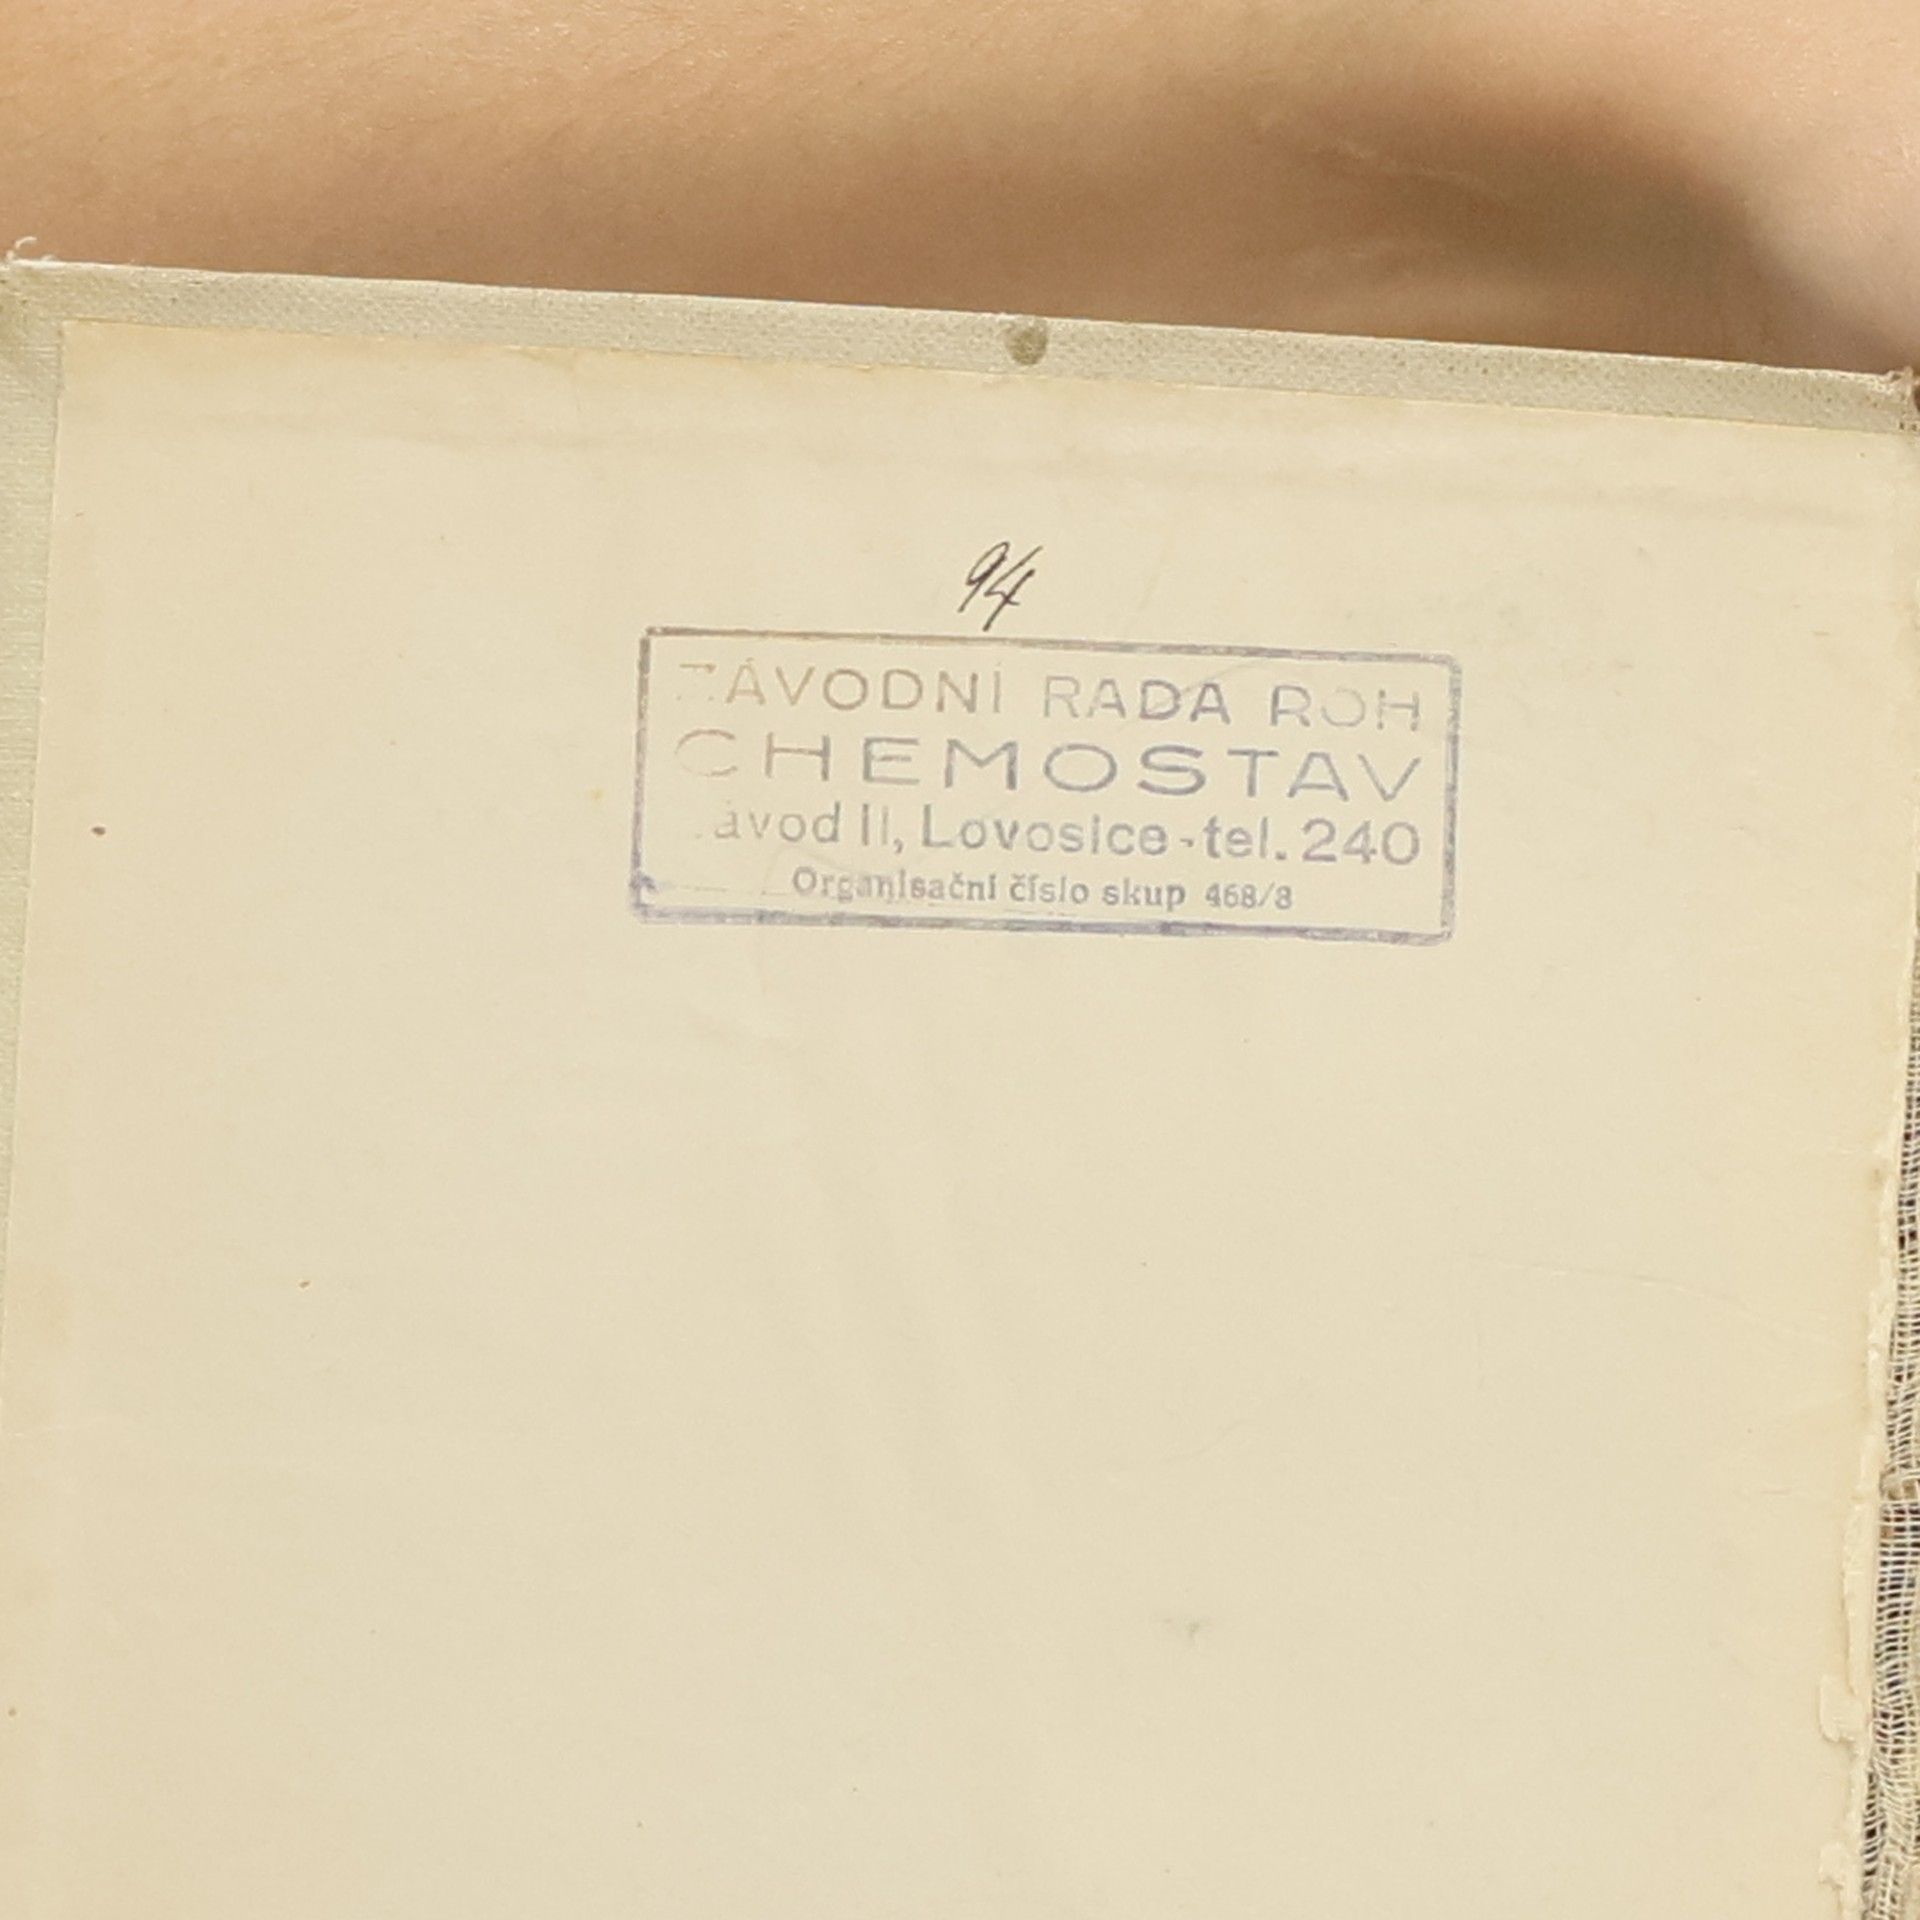 94
ZÁVODNÍ RADA ROH
CHEMOSTAV
závod II, Lovosice-tel. 240
Organisační číslo skup 468/8